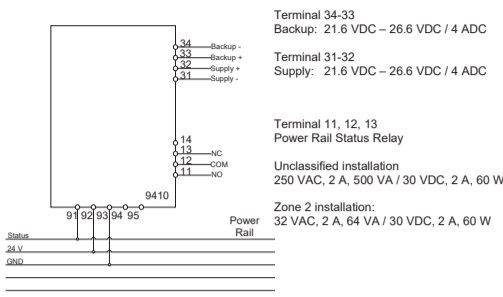 34 Backup -
33 Backup +
32 Supply +
31 Supply -
14
13 NC
12 COM
11 NO
9410
91 92 93 94 95
Power
Rail
Status
24 V
GND
Terminal 34-33
Backup: 21.6 VDC – 26.6 VDC / 4 ADC
Terminal 31-32
Supply: 21.6 VDC – 26.6 VDC / 4 ADC
Terminal 11, 12, 13
Power Rail Status Relay
Unclassified installation
250 VAC, 2 A, 500 VA / 30 VDC, 2 A, 60 W
Zone 2 installation:
32 VAC, 2 A, 64 VA / 30 VDC, 2 A, 60 W